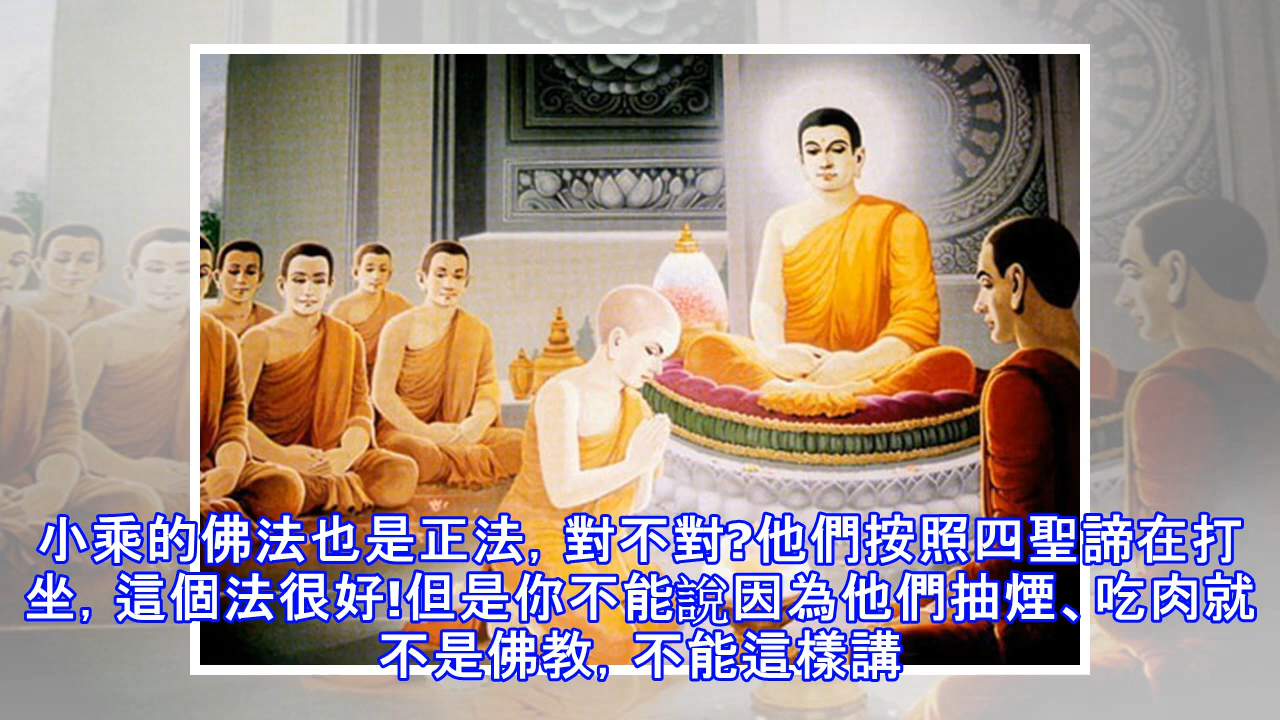 小乘的佛法也是正法, 對不對?他們按照四聖諦在打
坐, 這個法很好!但是你不能說因為他們抽煙、吃肉就
不是佛教, 不能這樣講